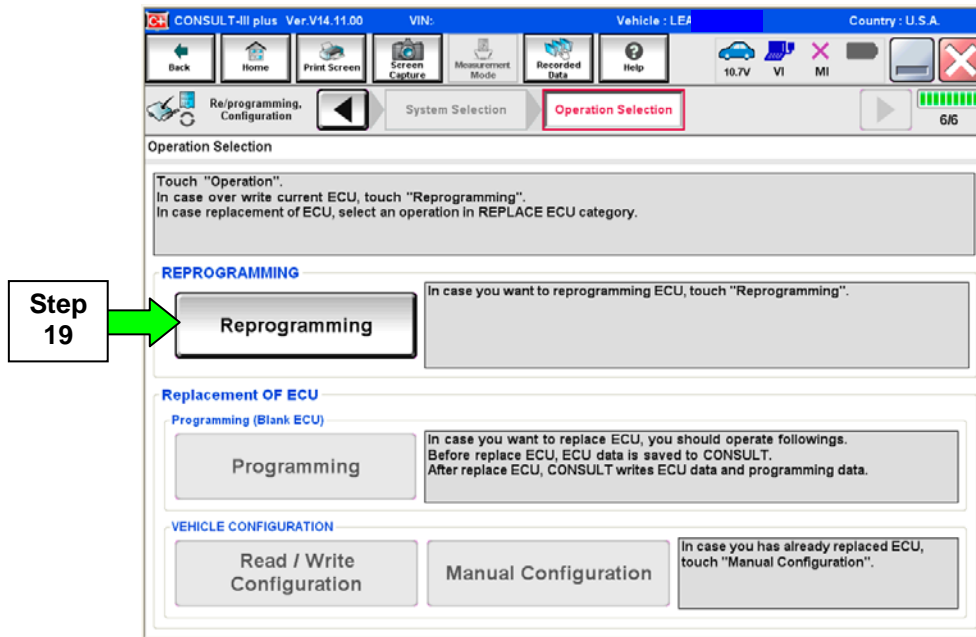 CONSULT-III plus Ver.V14.11.00 VIN: Vehicle : LEA Country : U.S.A.
Back Home Print Screen Screen Capture Measurement Mode Recorded Data Help 10.7V VI MI
Re/programming, Configuration System Selection Operation Selection 6/6
Operation Selection
Touch "Operation".
In case over write current ECU, touch "Reprogramming".
In case replacement of ECU, select an operation in REPLACE ECU category.
REPROGRAMMING
Step
19
Reprogramming
In case you want to reprogramming ECU, touch "Reprogramming".
Replacement OF ECU
Programming (Blank ECU)
Programming
In case you want to replace ECU, you should operate followings.
Before replace ECU, ECU data is saved to CONSULT.
After replace ECU, CONSULT writes ECU data and programming data.
VEHICLE CONFIGURATION
Read / Write
Configuration
Manual Configuration
In case you has already replaced ECU,
touch "Manual Configuration".